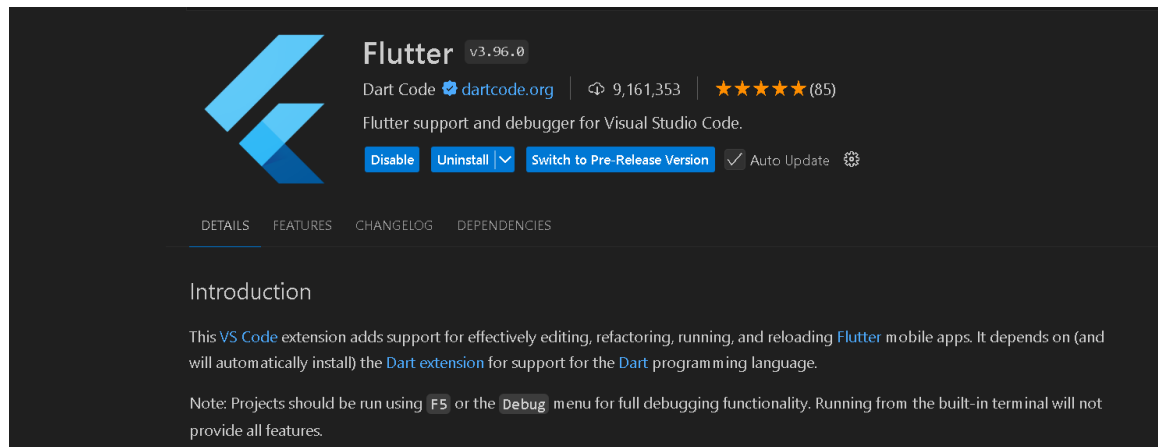 Flutter v3.96.0
Dart Code dartcode.org 9,161,353 (85)
Flutter support and debugger for Visual Studio Code.
Disable Uninstall Switch to Pre-Release Version Auto Update
DETAILS FEATURES CHANGELOG DEPENDENCIES
Introduction
This VS Code extension adds support for effectively editing, refactoring, running, and reloading Flutter mobile apps. It depends on (and
will automatically install) the Dart extension for support for the Dart programming language.
Note: Projects should be run using F5 or the Debug menu for full debugging functionality. Running from the built-in terminal will not
provide all features.